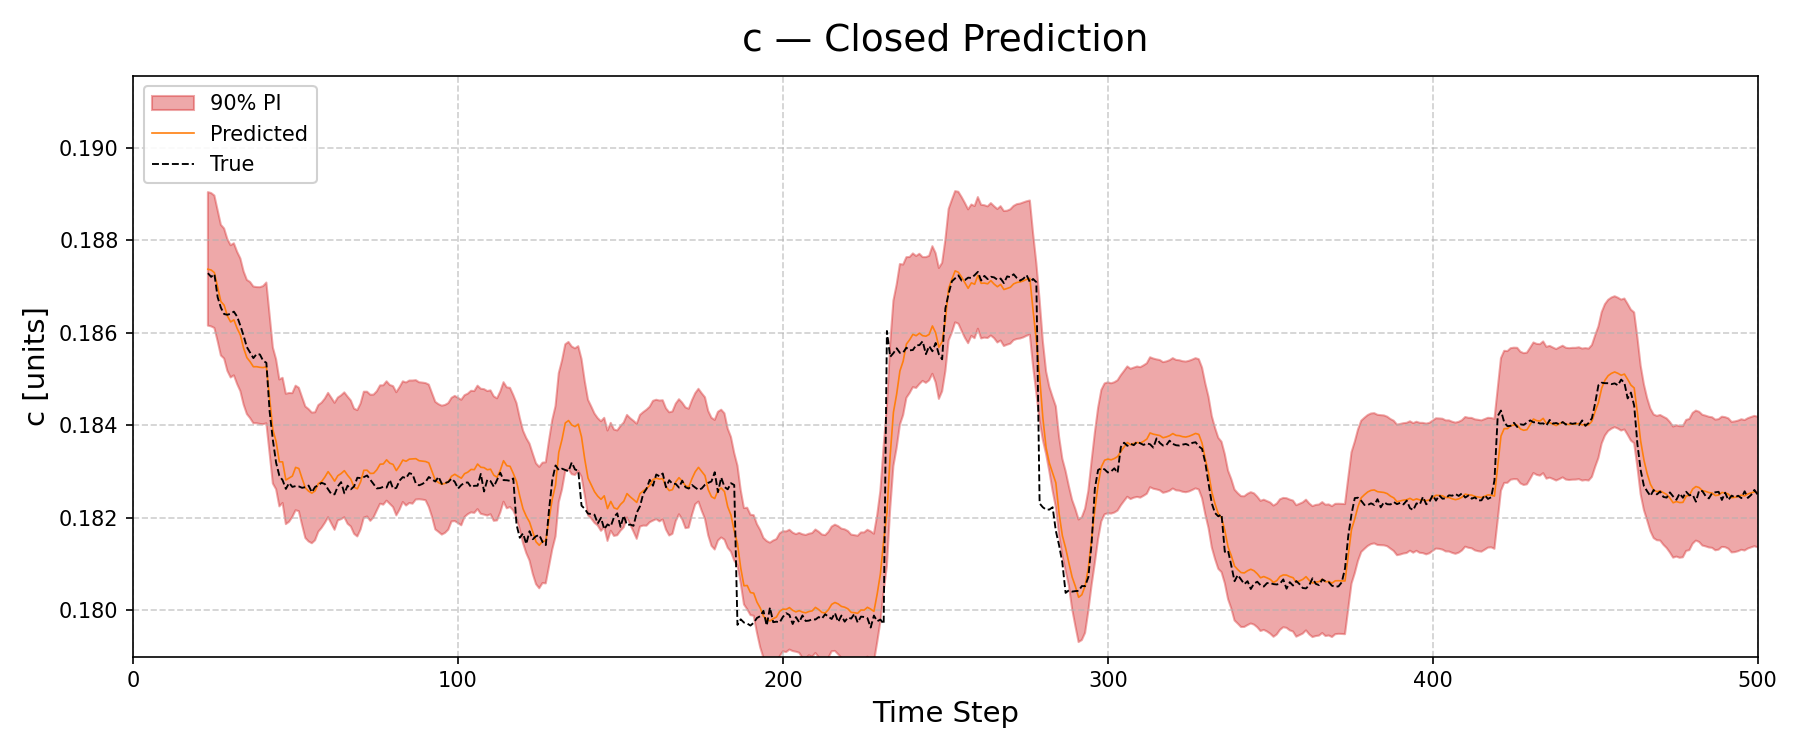 c — Closed Prediction
90% PI
Predicted
True
c [units]
0.190
0.188
0.186
0.184
0.182
0.180
0
100
200
300
400
500
Time Step